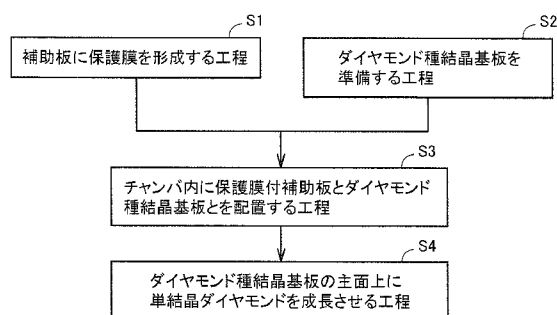 S1
補助板に保護膜を形成する工程
S2
ダイヤモンド種結晶基板を
準備する工程
S3
チャンバ内に保護膜付補助板とダイヤモンド
種結晶基板とを配置する工程
S4
ダイヤモンド種結晶基板の主面上に
単結晶ダイヤモンドを成長させる工程